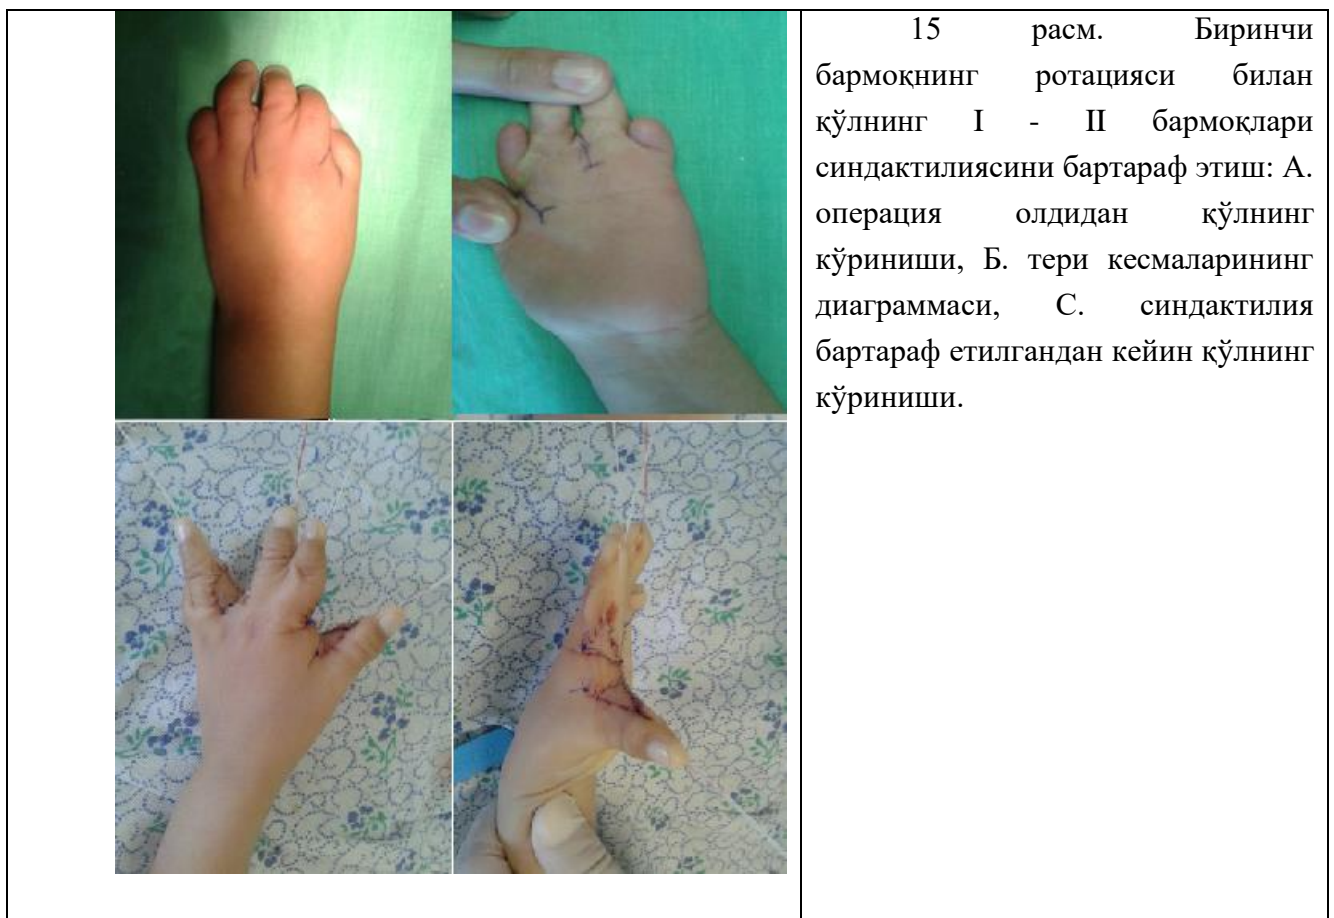 15 расм. Биринчи
бармоқнинг ротацияси билан
қўлнинг I - II бармоқлари
синдактилиясини бартараф этиш: А.
операция олдидан қўлнинг
кўриниши, Б. тери кесмаларининг
диаграммаси, С. синдактилия
бартараф етилгандан кейин қўлнинг
кўриниши.